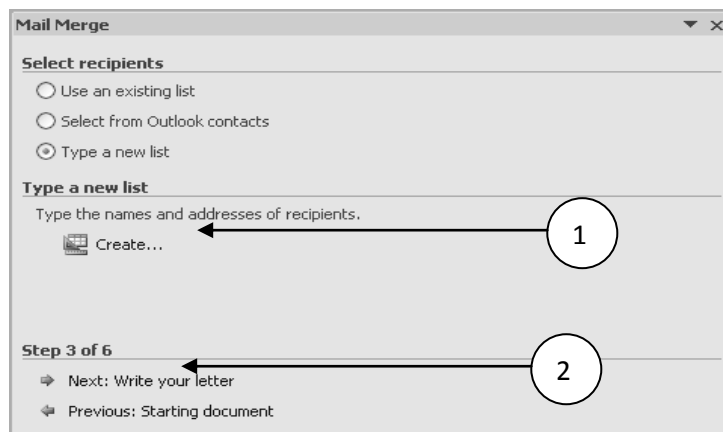 Mail Merge
Select recipients
Use an existing list
Select from Outlook contacts
Type a new list
Type a new list
Type the names and addresses of recipients.
Create...
1
Step 3 of 6
2
Next: Write your letter
Previous: Starting document